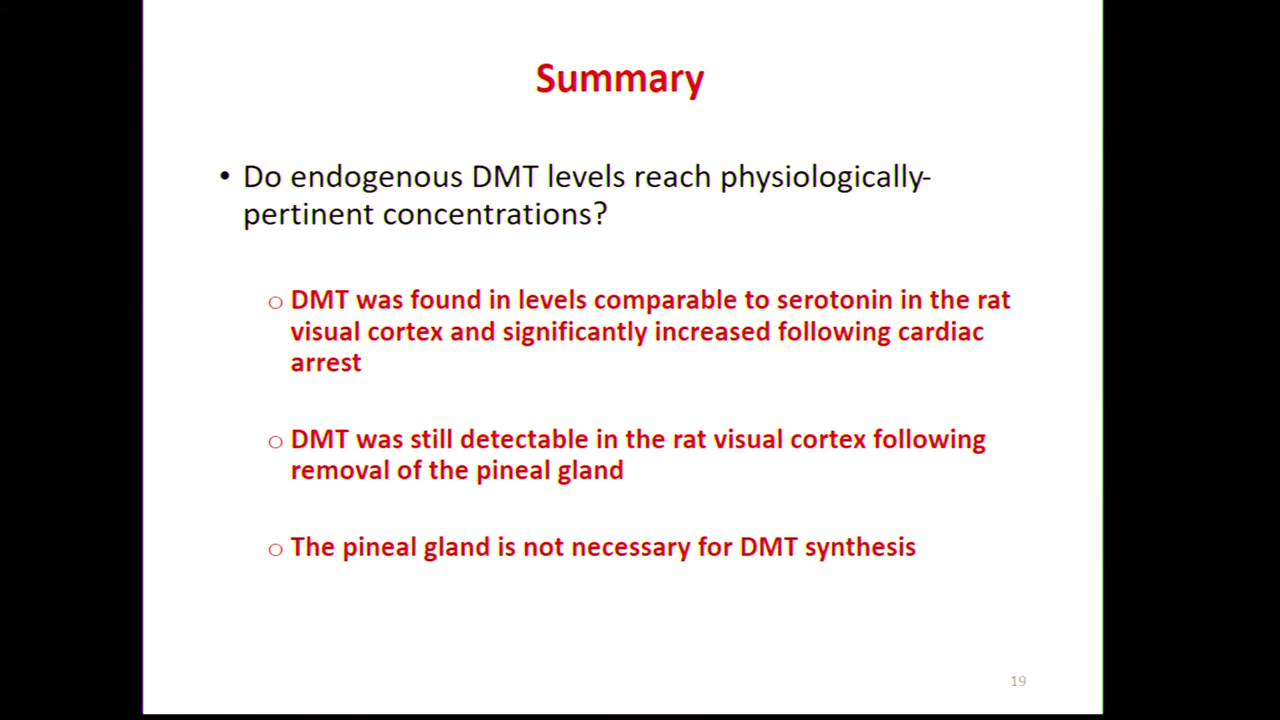 Summary
• Do endogenous DMT levels reach physiologically-
pertinent concentrations?
o DMT was found in levels comparable to serotonin in the rat
visual cortex and significantly increased following cardiac
arrest
o DMT was still detectable in the rat visual cortex following
removal of the pineal gland
o The pineal gland is not necessary for DMT synthesis
19